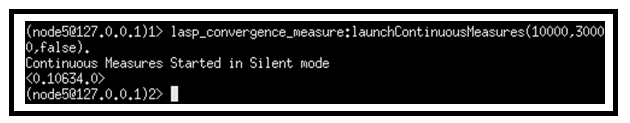 (node5@127.0.0.1)1> lasp_convergence_measure:launchContinuousMeasures(10000,3000
0,false).
Continuous Measures Started in Silent mode
<0.10634.0>
(node5@127.0.0.1)2>